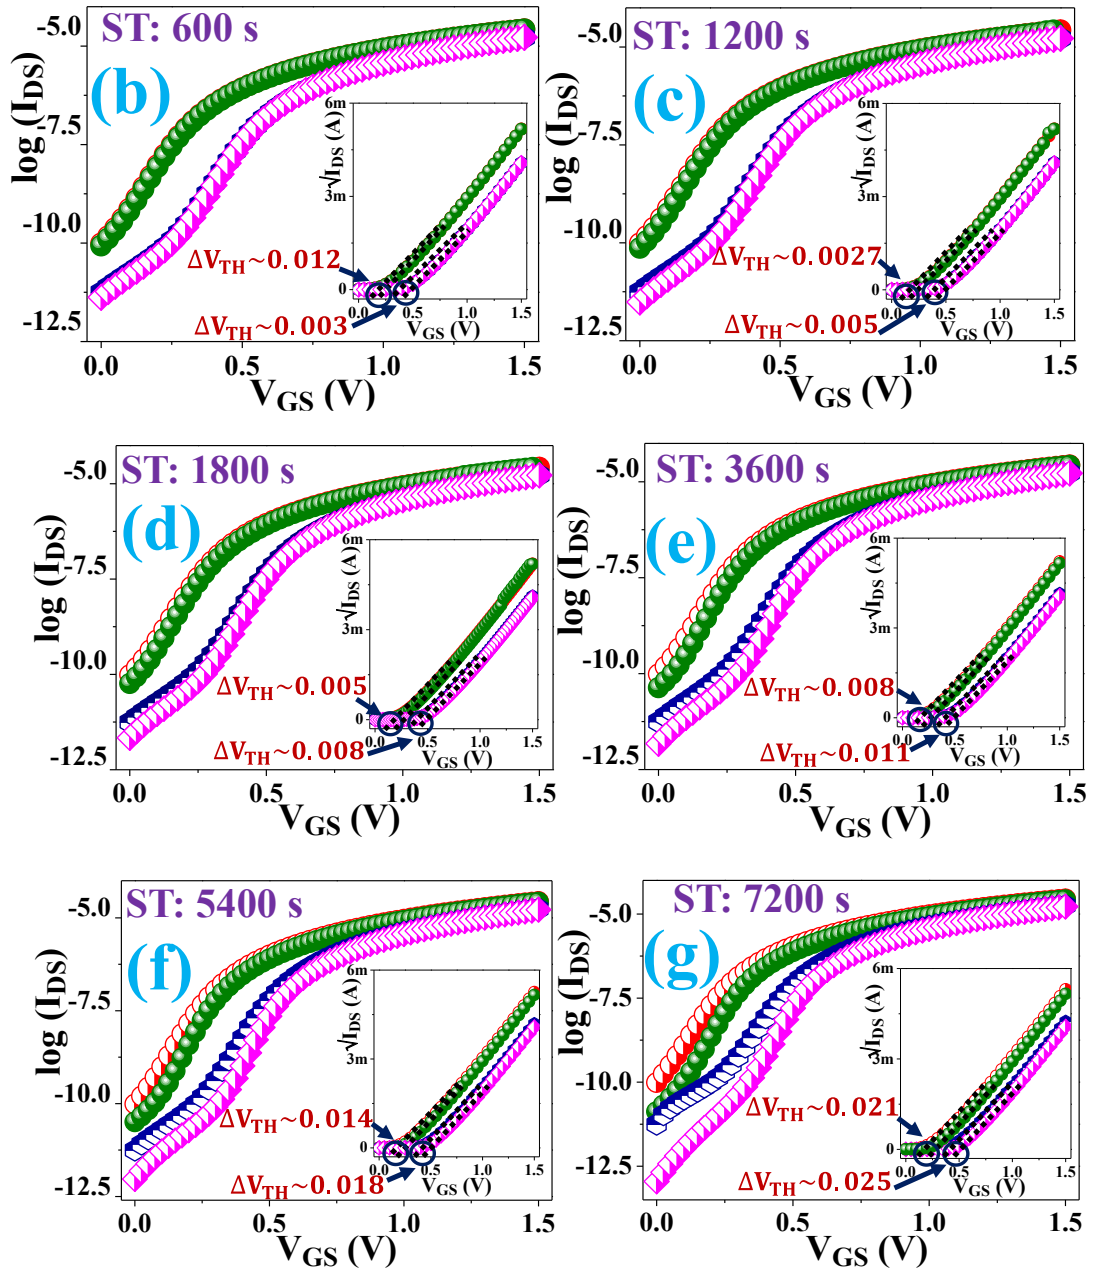 ST: 600 s
(b)
log (I_DS)
-5.0
-7.5
-10.0
-12.5
0.0
0.5
1.0
1.5
V_GS (V)
ΔV_TH~0.012
ΔV_TH~0.003
√I_DS (A)
6m
3m
0
0.0
0.5
1.0
1.5
V_GS (V)
ST: 1200 s
(c)
log (I_DS)
-5.0
-7.5
-10.0
-12.5
0.0
0.5
1.0
1.5
V_GS (V)
ΔV_TH~0.0027
ΔV_TH~0.005
√I_DS (A)
6m
3m
0
0.0
0.5
1.0
1.5
V_GS (V)
ST: 1800 s
(d)
log (I_DS)
-5.0
-7.5
-10.0
-12.5
0.0
0.5
1.0
1.5
V_GS (V)
ΔV_TH~0.005
ΔV_TH~0.008
√I_DS (A)
6m
3m
0
0.0
0.5
1.0
1.5
V_GS (V)
ST: 3600 s
(e)
log (I_DS)
-5.0
-7.5
-10.0
-12.5
0.0
0.5
1.0
1.5
V_GS (V)
ΔV_TH~0.008
ΔV_TH~0.011
√I_DS (A)
6m
3m
0
0.0
0.5
1.0
1.5
V_GS (V)
ST: 5400 s
(f)
log (I_DS)
-5.0
-7.5
-10.0
-12.5
0.0
0.5
1.0
1.5
V_GS (V)
ΔV_TH~0.014
ΔV_TH~0.018
√I_DS (A)
6m
3m
0
0.0
0.5
1.0
1.5
V_GS (V)
ST: 7200 s
(g)
log (I_DS)
-5.0
-7.5
-10.0
-12.5
0.0
0.5
1.0
1.5
V_GS (V)
ΔV_TH~0.021
ΔV_TH~0.025
√I_DS (A)
6m
3m
0
0.0
0.5
1.0
1.5
V_GS (V)